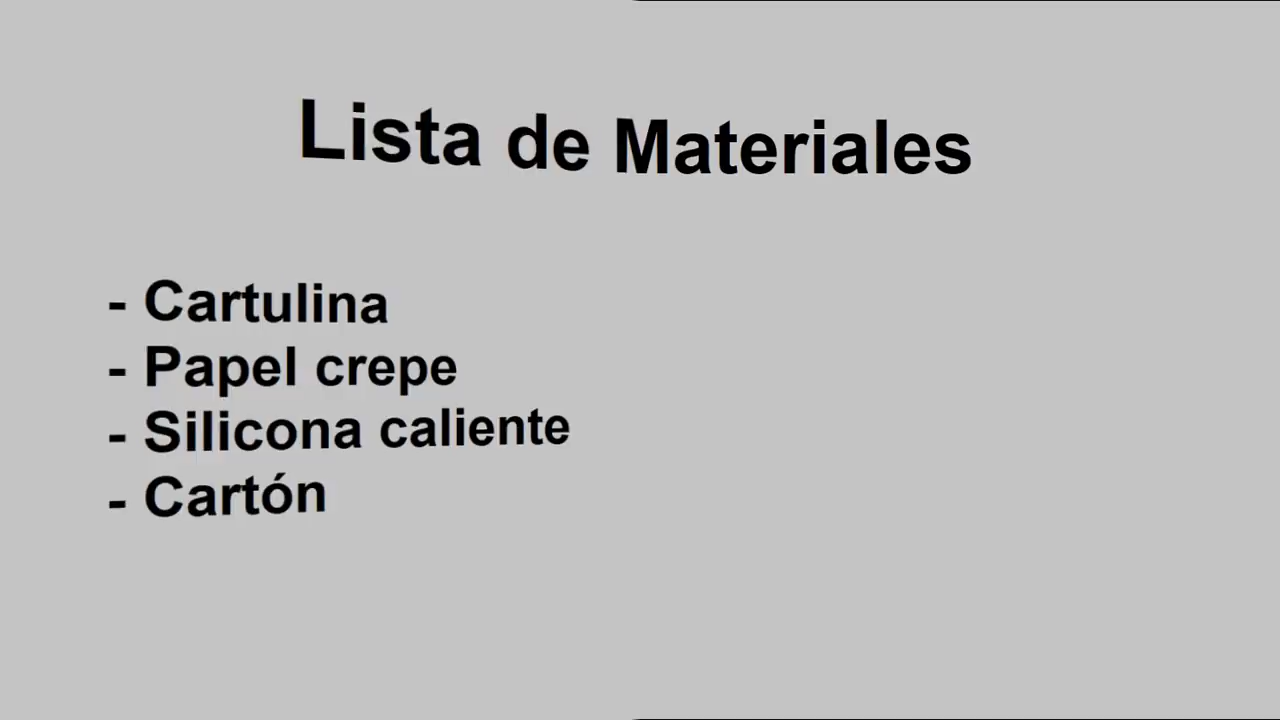 Lista de Materiales
- Cartulina
- Papel crepe
- Silicona caliente
- Cartón